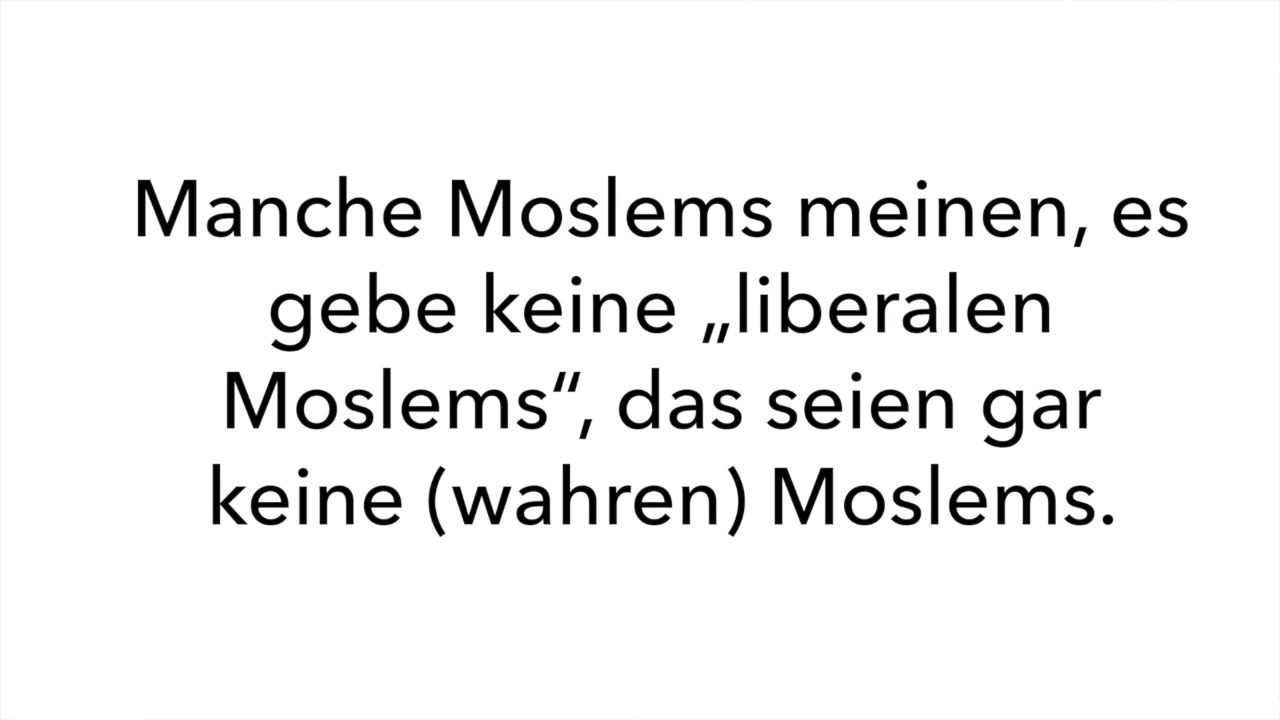 Manche Moslems meinen, es
gebe keine „liberalen
Moslems“, das seien gar
keine (wahren) Moslems.